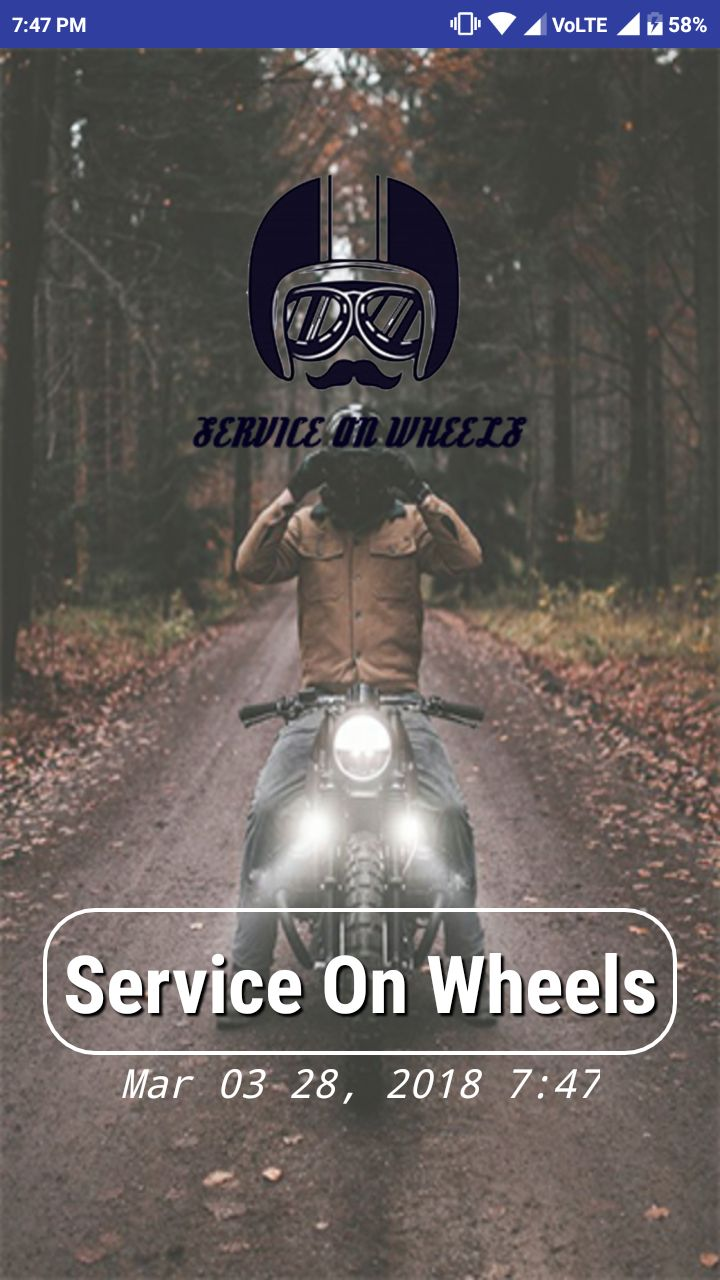 7:47 PM VoLTE 58%
SERVICE ON WHEELS
Service On Wheels
Mar 03 28, 2018 7:47